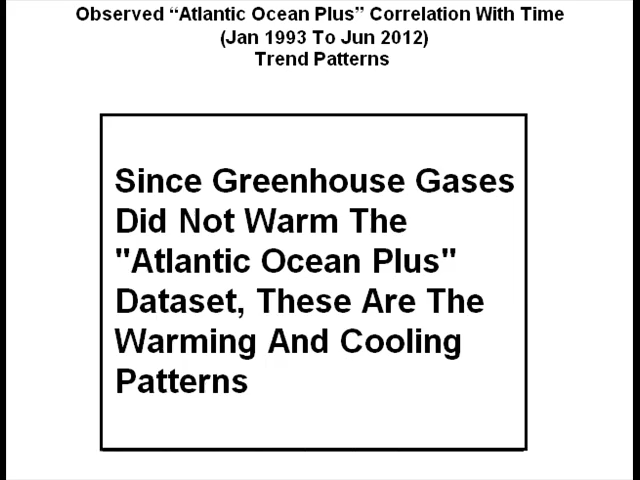 Observed “Atlantic Ocean Plus” Correlation With Time
(Jan 1993 To Jun 2012)
Trend Patterns
Since Greenhouse Gases
Did Not Warm The
"Atlantic Ocean Plus"
Dataset, These Are The
Warming And Cooling
Patterns